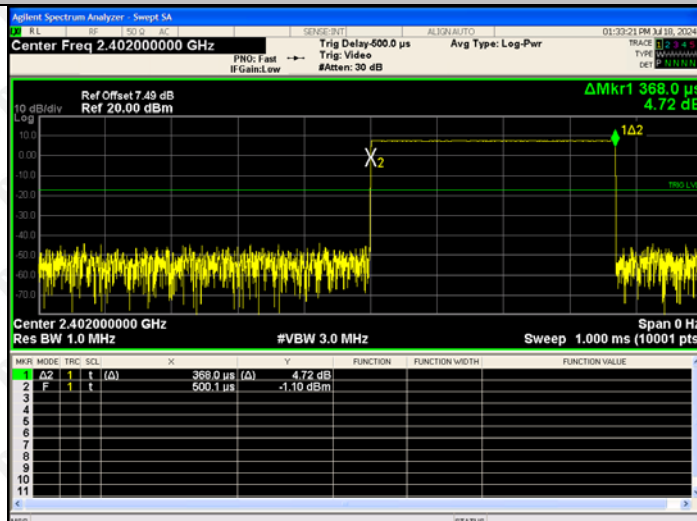 Agilent Spectrum Analyzer - Swept SA
RL RF 50 Ω AC SENSE:INT ALIGNAUTO 01:33:21 PM Jul 18, 2024
Center Freq 2.402000000 GHz
PNO: Fast
IFGain:Low
Trig Delay-500.0 µs
Trig: Video
#Atten: 30 dB
Avg Type: Log-Pwr
TRACE 1 2 3 4 5
TYPE
DET P N N N N
ΔMkr1 368.0 µs
4.72 dB
Ref Offset 7.49 dB
10 dB/div Ref 20.00 dBm
Log
10.0
0.00
-10.0
-20.0
-30.0
-40.0
-50.0
-60.0
-70.0
1Δ2
X2
TRIG LVL
Center 2.402000000 GHz Span 0 Hz
Res BW 1.0 MHz #VBW 3.0 MHz Sweep 1.000 ms (10001 pts
MKR MODE TRC SCL X Y FUNCTION FUNCTION WIDTH FUNCTION VALUE
1 Δ2 1 t (Δ) 368.0 µs (Δ) 4.72 dB
2 F 1 t 500.1 µs -1.10 dBm
3
4
5
6
7
8
9
10
11
MSG STATUS